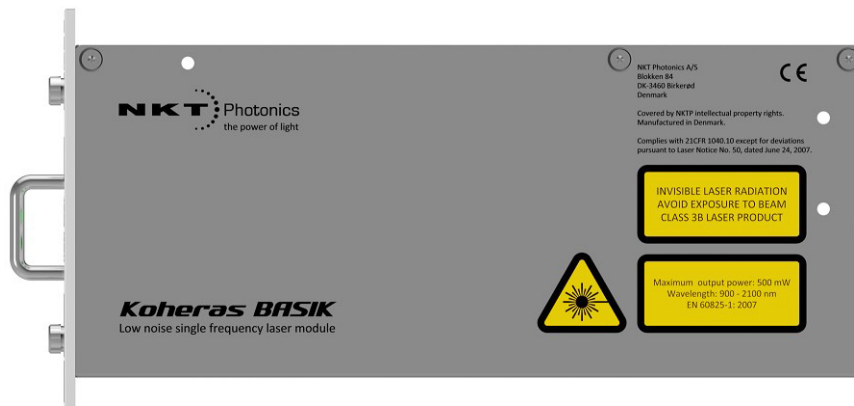 NKT Photonics
the power of light
NKT Photonics A/S
Blokken 84
DK-3460 Birkerød
Denmark
CE
Covered by NKTP intellectual property rights.
Manufactured in Denmark.
Complies with 21CFR 1040.10 except for deviations
pursuant to Laser Notice No. 50, dated June 24, 2007.
INVISIBLE LASER RADIATION
AVOID EXPOSURE TO BEAM
CLASS 3B LASER PRODUCT
Maximum output power: 500 mW
Wavelength: 900 - 2100 nm
EN 60825-1: 2007
Koheras BASIK
Low noise single frequency laser module